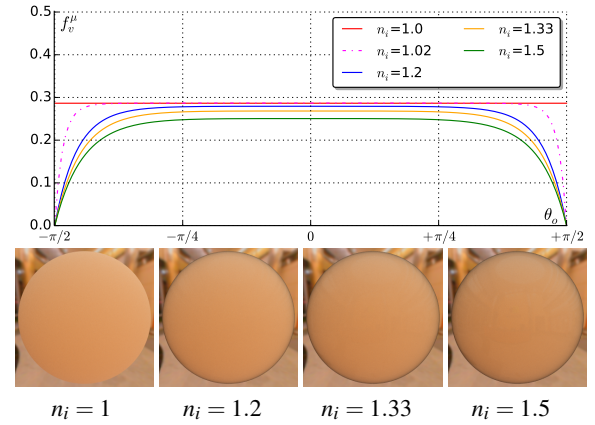 0.5
f_v^μ
n_i=1.0 n_i=1.33
n_i=1.02 n_i=1.5
n_i=1.2
0.4
0.3
0.2
0.1
0.0
θ_o
−π/2 −π/4 0 +π/4 +π/2
n_i = 1 n_i = 1.2 n_i = 1.33 n_i = 1.5